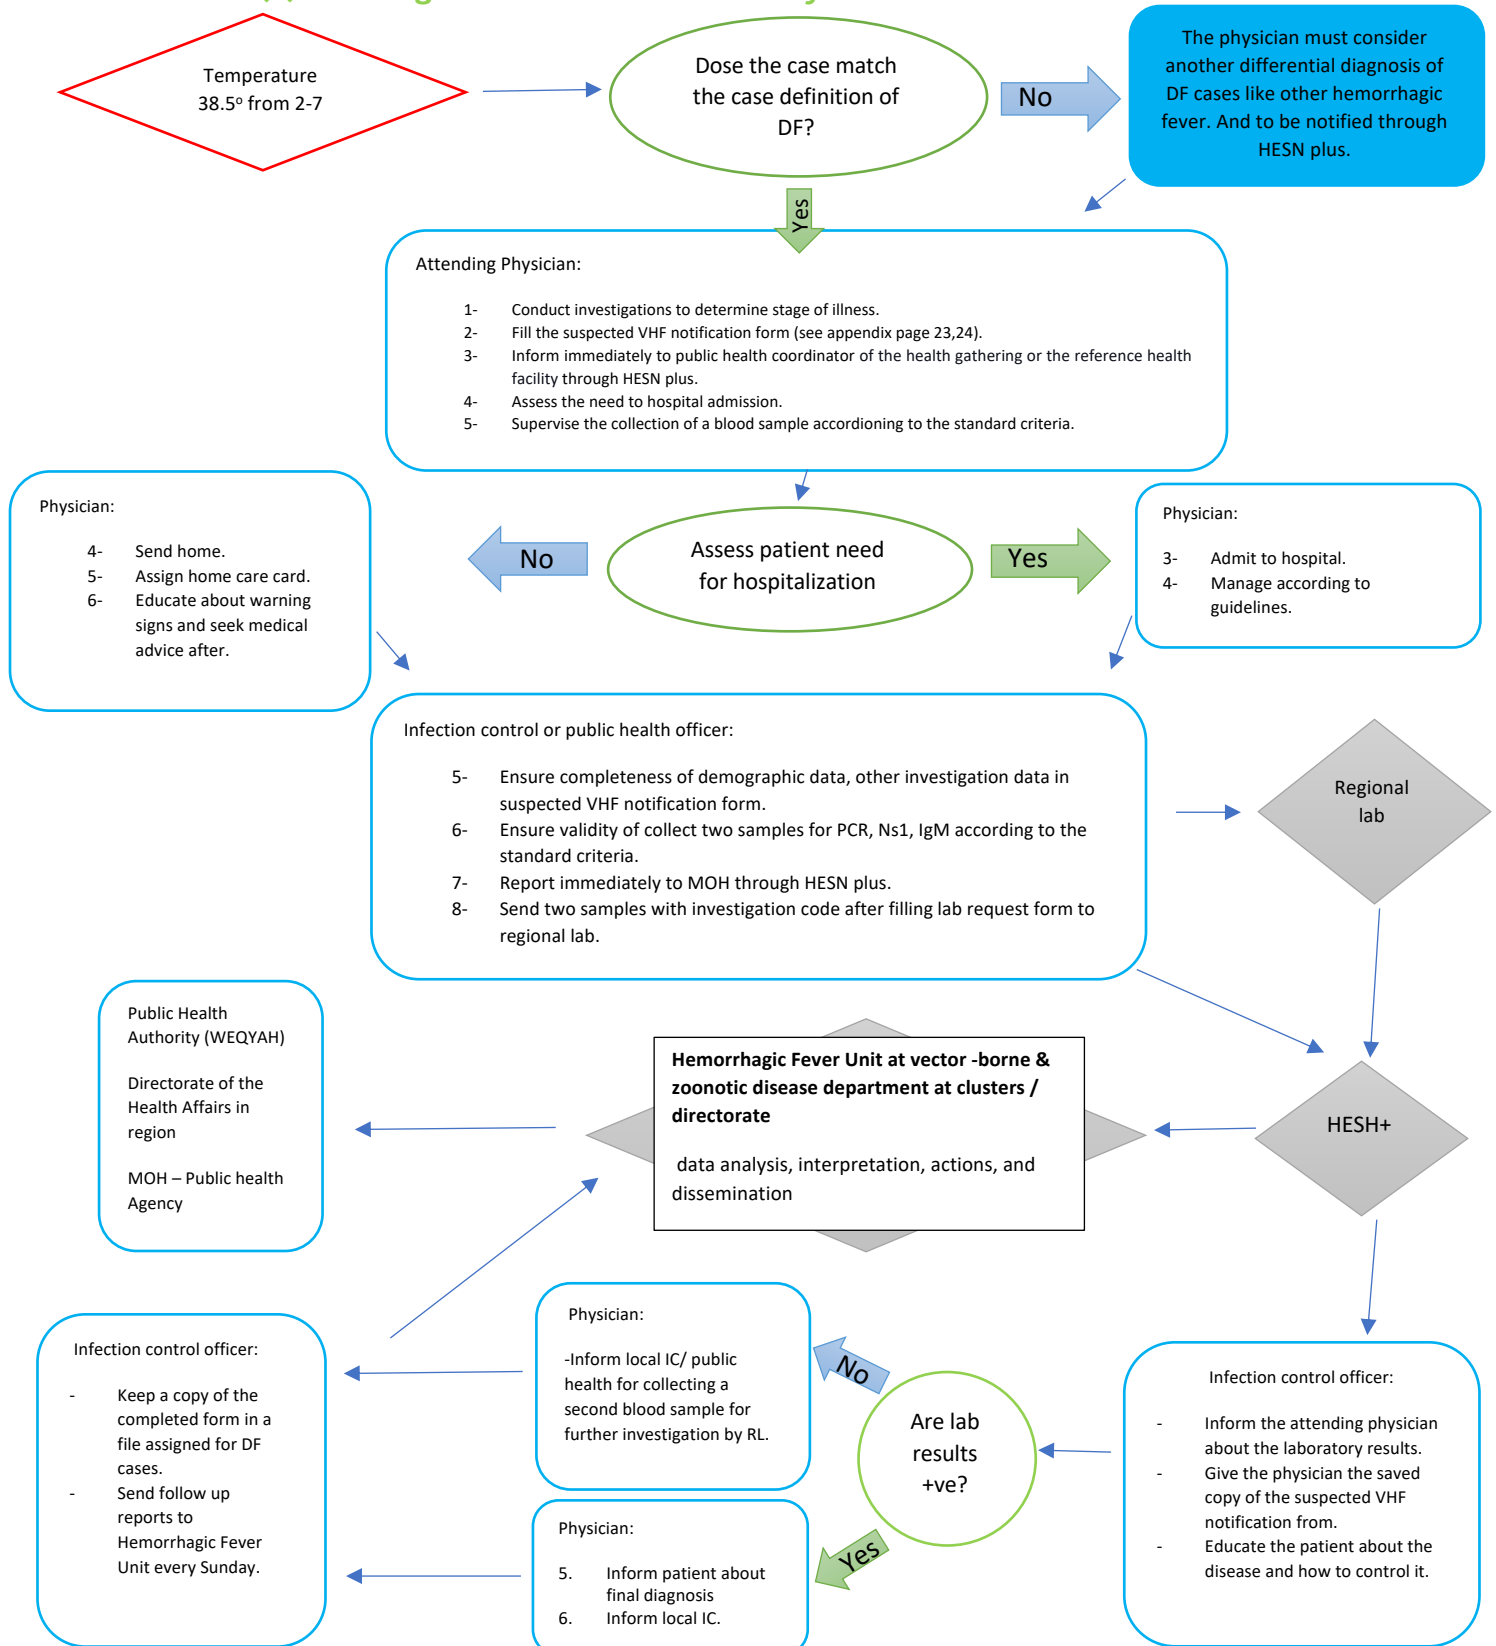 Temperature
38.5º from 2-7
Dose the case match
the case definition of
DF?
No
The physician must consider
another differential diagnosis of
DF cases like other hemorrhagic
fever. And to be notified through
HESN plus.
Yes
Attending Physician:
1- Conduct investigations to determine stage of illness.
2- Fill the suspected VHF notification form (see appendix page 23,24).
3- Inform immediately to public health coordinator of the health gathering or the reference health
facility through HESN plus.
4- Assess the need to hospital admission.
5- Supervise the collection of a blood sample accordioning to the standard criteria.
Physician:
4- Send home.
5- Assign home care card.
6- Educate about warning
signs and seek medical
advice after.
No
Assess patient need
for hospitalization
Yes
Physician:
3- Admit to hospital.
4- Manage according to
guidelines.
Infection control or public health officer:
5- Ensure completeness of demographic data, other investigation data in
suspected VHF notification form.
6- Ensure validity of collect two samples for PCR, Ns1, IgM according to the
standard criteria.
7- Report immediately to MOH through HESN plus.
8- Send two samples with investigation code after filling lab request form to
regional lab.
Regional
lab
Public Health
Authority (WEQYAH)
Directorate of the
Health Affairs in
region
MOH – Public health
Agency
Hemorrhagic Fever Unit at vector -borne &
zoonotic disease department at clusters /
directorate
data analysis, interpretation, actions, and
dissemination
HESH+
Infection control officer:
- Keep a copy of the
completed form in a
file assigned for DF
cases.
- Send follow up
reports to
Hemorrhagic Fever
Unit every Sunday.
Physician:
-Inform local IC/ public
health for collecting a
second blood sample for
further investigation by RL.
No
Are lab
results
+ve?
Yes
Physician:
5. Inform patient about
final diagnosis
6. Inform local IC.
Infection control officer:
- Inform the attending physician
about the laboratory results.
- Give the physician the saved
copy of the suspected VHF
notification from.
- Educate the patient about the
disease and how to control it.